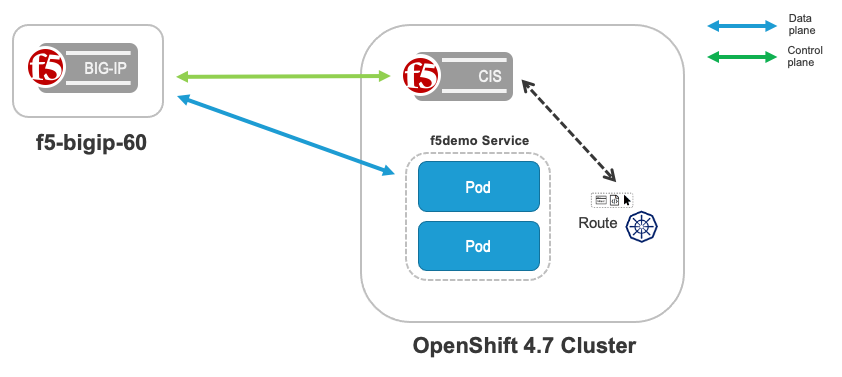 f5
BIG-IP
f5-bigip-60
f5
CIS
f5demo Service
Pod
Pod
Route
OpenShift 4.7 Cluster
Data
plane
Control
plane